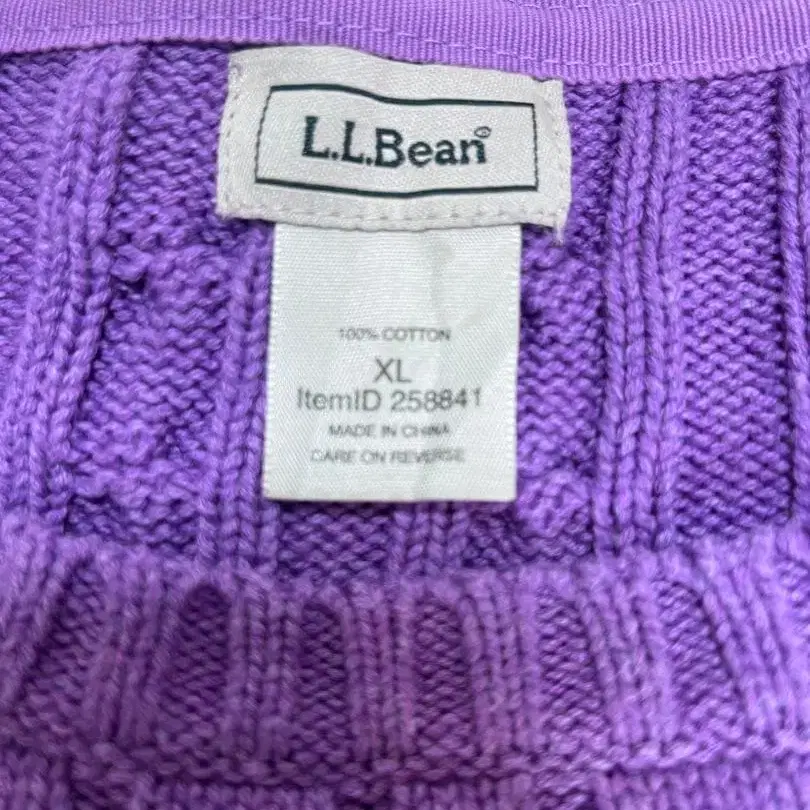 L.L.Bean®
100% COTTON
XL
ItemID 258841
MADE IN CHINA
CARE ON REVERSE